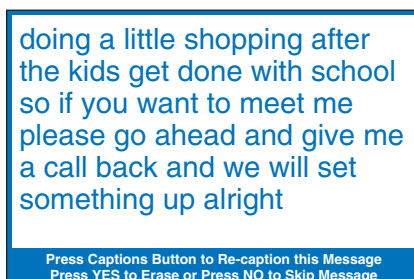 doing a little shopping after
the kids get done with school
so if you want to meet me
please go ahead and give me
a call back and we will set
something up alright
Press Captions Button to Re-caption this Message
Press YES to Erase or Press NO to Skip Message